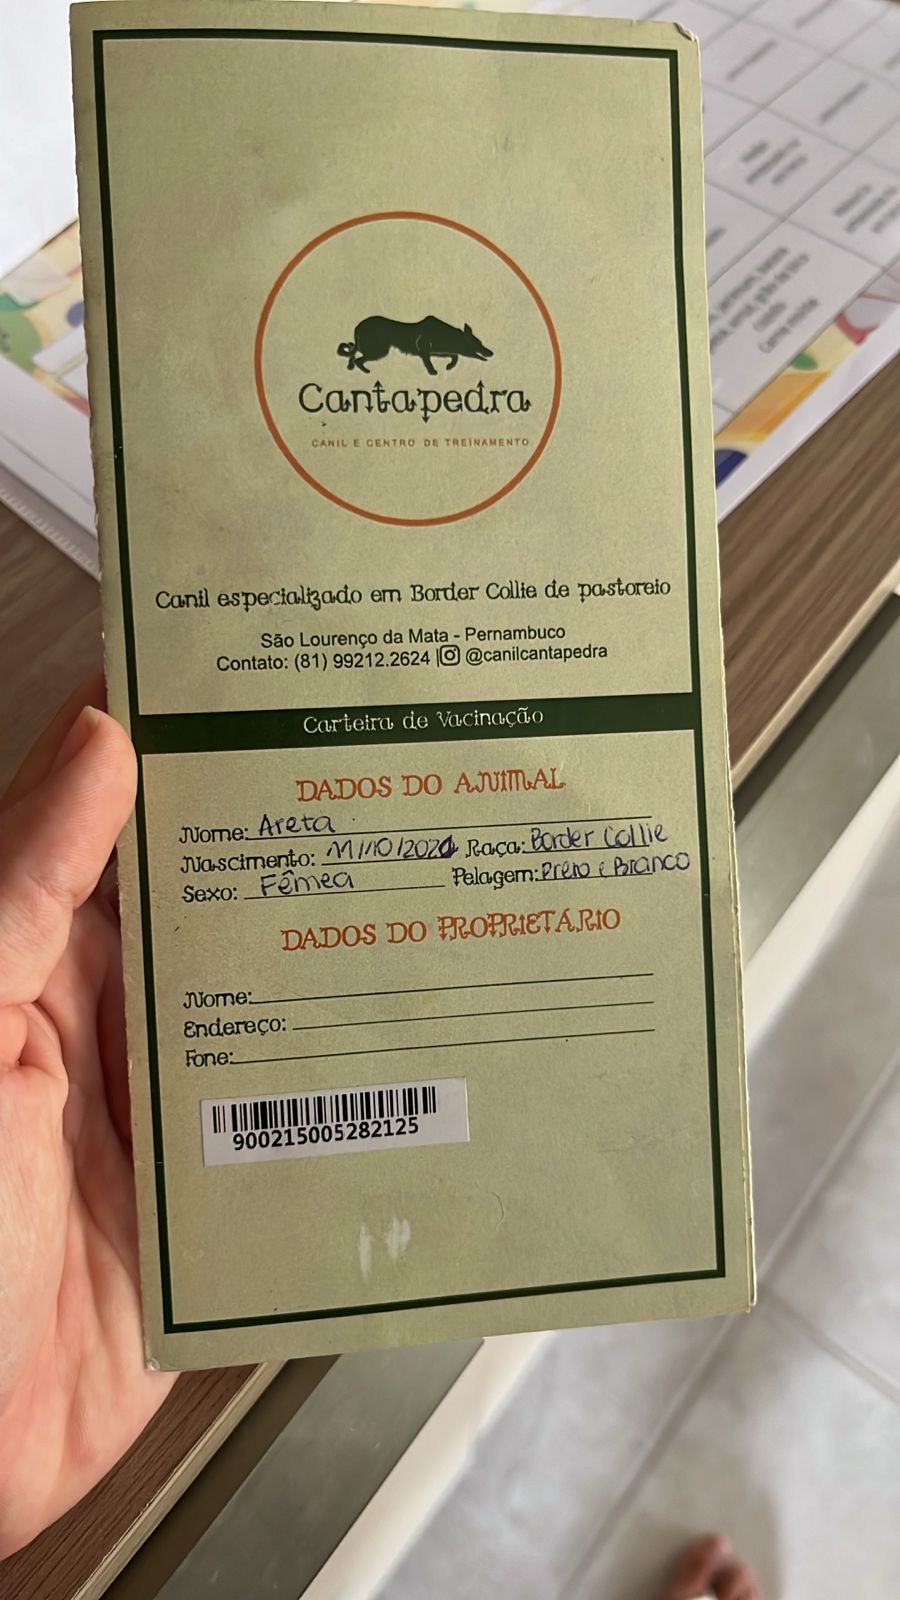 Cantapedra
CANIL E CENTRO DE TREINAMENTO
Canil especializado em Border Collie de pastoreio
São Lourenço da Mata - Pernambuco
Contato: (81) 99212.2624 | @canilcantapedra
Carteira de Vacinação
DADOS DO ANIMAL
Nome: Areta
Nascimento: 11/10/2020 Raça: Border Collie
Sexo: Fêmea Pelagem: Preto e Branco
DADOS DO PROPRIETÁRIO
Nome:
Endereço:
Fone:
900215005282125